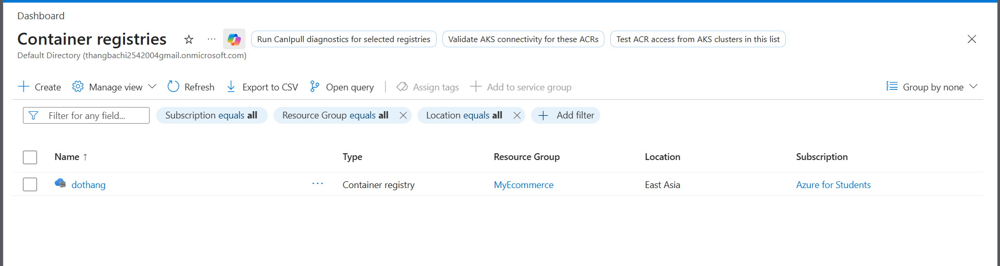 Dashboard
Container registries ☆ ··· Run CanIpull diagnostics for selected registries Validate AKS connectivity for these ACRs Test ACR access from AKS clusters in this list
Default Directory (thangbachi2542004gmail.onmicrosoft.com)
Create Manage view Refresh Export to CSV Open query Assign tags Add to service group Group by none
Filter for any field... Subscription equals all Resource Group equals all Location equals all Add filter
Name ↑ Type Resource Group Location Subscription
dothang ··· Container registry MyEcommerce East Asia Azure for Students